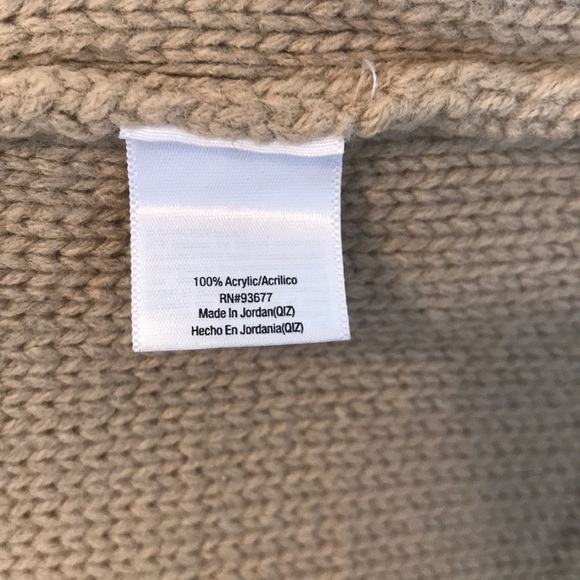 100% Acrylic/Acrilico
RN#93677
Made In Jordan(QIZ)
Hecho En Jordania(QIZ)